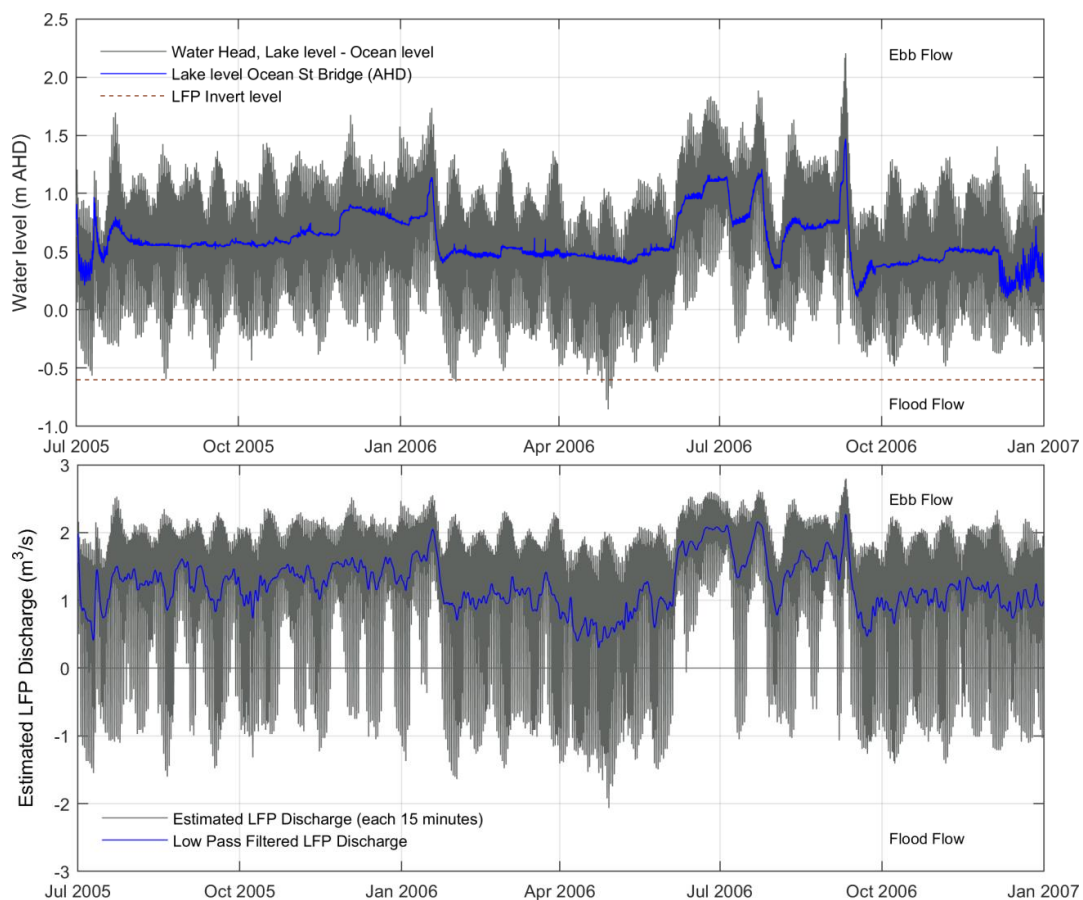 2.5
2.0
1.5
1.0
0.5
0.0
-0.5
-1.0
Water level (m AHD)
Water Head, Lake level - Ocean level
Lake level Ocean St Bridge (AHD)
LFP Invert level
Ebb Flow
Flood Flow
Jul 2005 Oct 2005 Jan 2006 Apr 2006 Jul 2006 Oct 2006 Jan 2007
3
2
1
0
-1
-2
-3
Estimated LFP Discharge (m³/s)
Ebb Flow
Estimated LFP Discharge (each 15 minutes)
Low Pass Filtered LFP Discharge
Flood Flow
Jul 2005 Oct 2005 Jan 2006 Apr 2006 Jul 2006 Oct 2006 Jan 2007